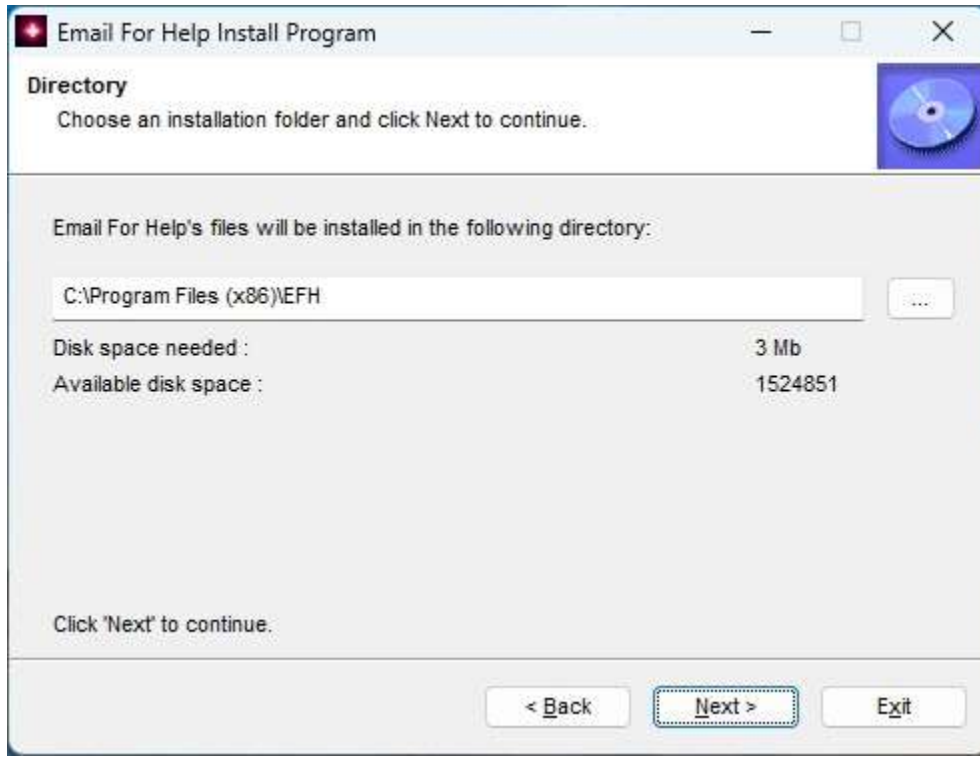 Email For Help Install Program
Directory
Choose an installation folder and click Next to continue.
Email For Help's files will be installed in the following directory:
C:\Program Files (x86)\EFH
...
Disk space needed : 3 Mb
Available disk space : 1524851
Click 'Next' to continue.
< Back Next > Exit